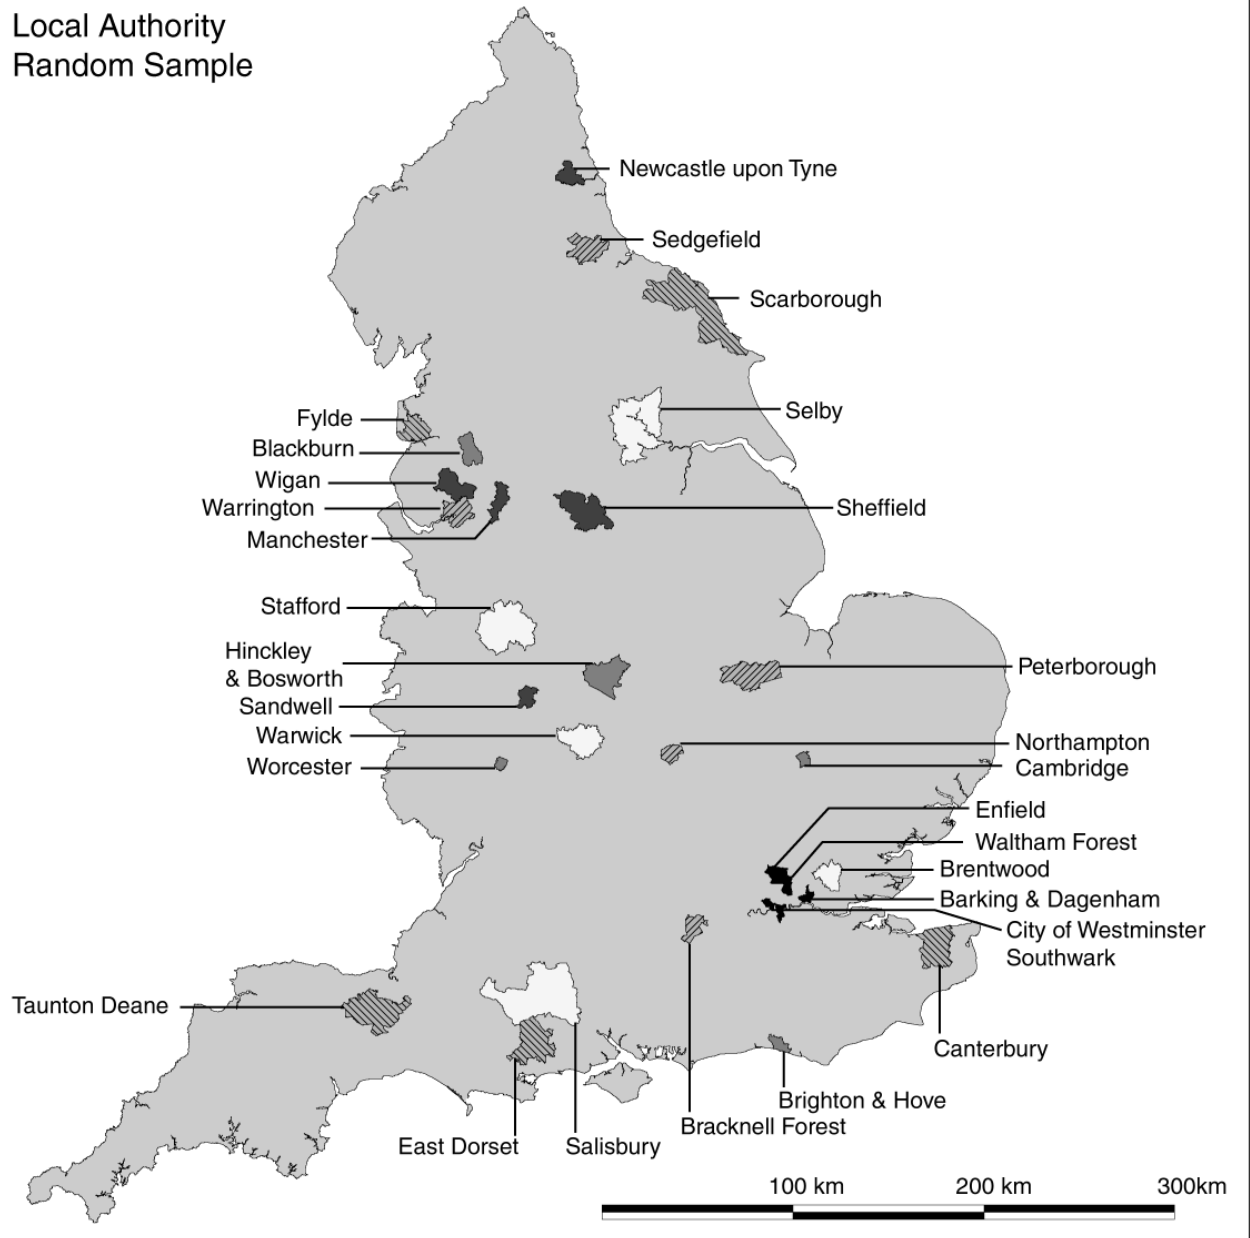 Local Authority
Random Sample
Newcastle upon Tyne
Sedgefield
Scarborough
Selby
Fylde
Blackburn
Wigan
Warrington
Manchester
Sheffield
Stafford
Hinckley
& Bosworth
Sandwell
Warwick
Worcester
Peterborough
Northampton
Cambridge
Enfield
Waltham Forest
Brentwood
Barking & Dagenham
City of Westminster
Southwark
Taunton Deane
Canterbury
Brighton & Hove
Bracknell Forest
East Dorset
Salisbury
100 km
200 km
300km